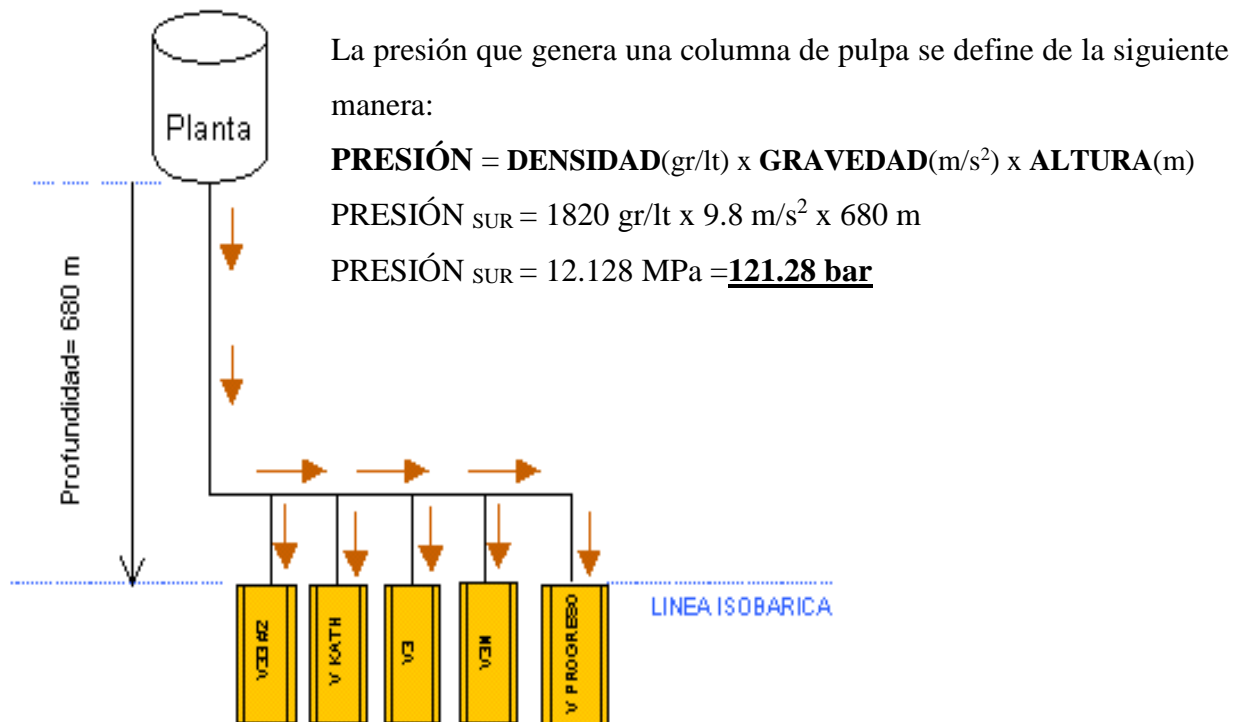 La presión que genera una columna de pulpa se define de la siguiente
manera:
Planta
PRESIÓN = DENSIDAD(gr/lt) x GRAVEDAD(m/s²) x ALTURA(m)
PRESIÓN SUR = 1820 gr/lt x 9.8 m/s² x 680 m
PRESIÓN SUR = 12.128 MPa =121.28 bar
Profundidad= 680 m
LINEA ISOBARICA
V KATH
V3
V PROGRESO